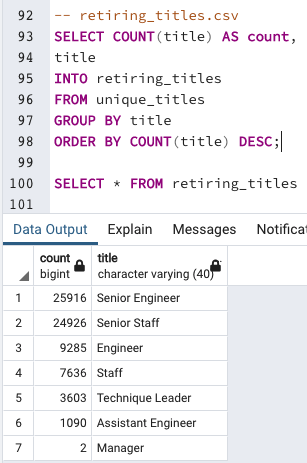 92 -- retiring_titles.csv
93 SELECT COUNT(title) AS count,
94 title
95 INTO retiring_titles
96 FROM unique_titles
97 GROUP BY title
98 ORDER BY COUNT(title) DESC;
99
100 SELECT * FROM retiring_titles
101
Data Output Explain Messages Notificat
count title
bigint character varying (40)
1 25916 Senior Engineer
2 24926 Senior Staff
3 9285 Engineer
4 7636 Staff
5 3603 Technique Leader
6 1090 Assistant Engineer
7 2 Manager